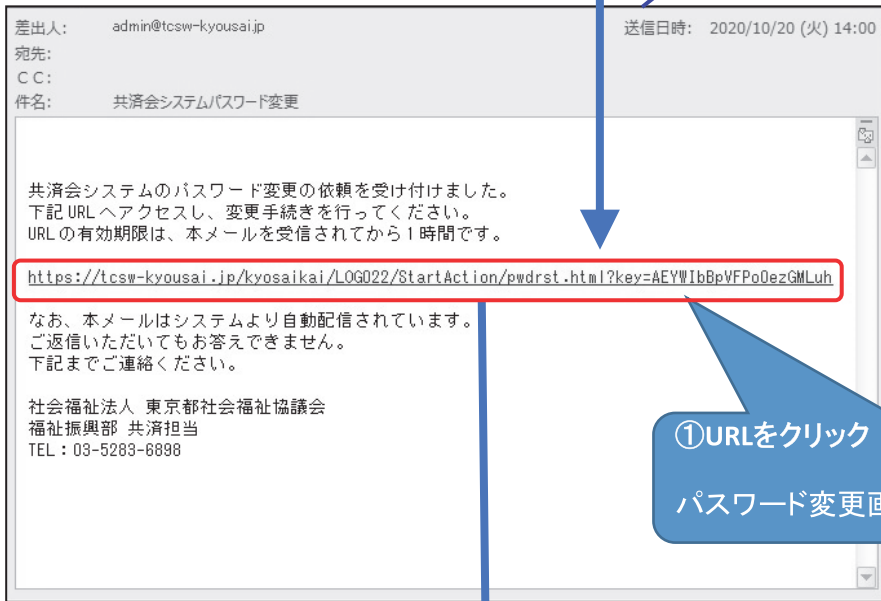 差出人: admin@tcsw-kyousai.jp 送信日時: 2020/10/20 (火) 14:00
宛先:
CC:
件名: 共済会システムパスワード変更
共済会システムのパスワード変更の依頼を受け付けました。
下記URLへアクセスし、変更手続きを行ってください。
URLの有効期限は、本メールを受信されてから1時間です。
https://tcsw-kyousai.jp/kyosaikai/LOG022/StartAction/pwdrst.html?key=AEYWIbBpVFPoOezGMLuh
なお、本メールはシステムより自動配信されています。
ご返信いただいてもお答えできません。
下記までご連絡ください。
社会福祉法人 東京都社会福祉協議会
福祉振興部 共済担当
TEL:03-5283-6898
①URLをクリック
パスワード変更画